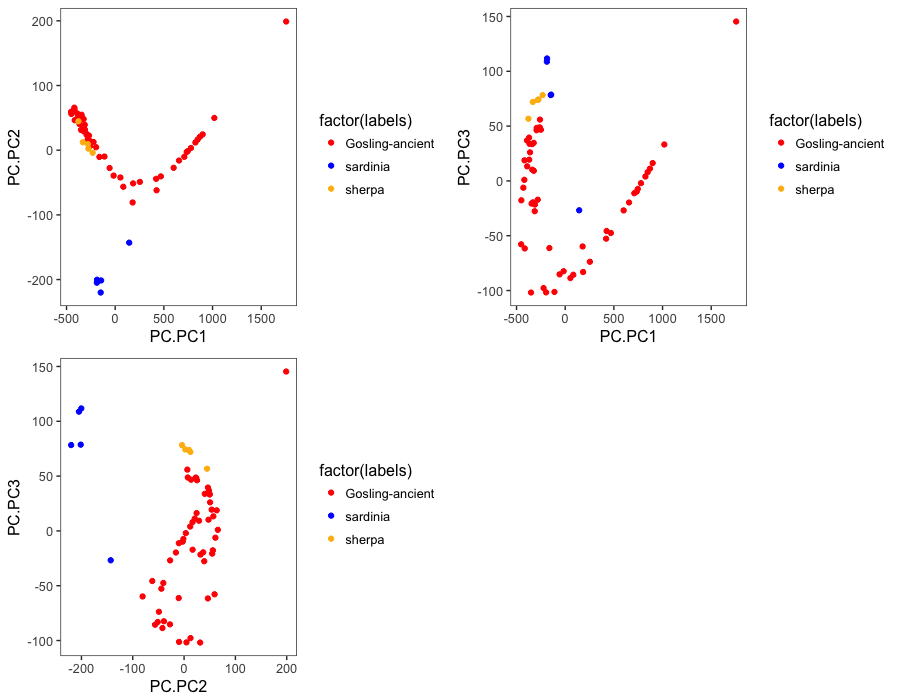 200
100
0
-100
-200
PC.PC2
-500 0 500 1000 1500
PC.PC1
factor(labels)
Gosling-ancient
sardinia
sherpa
150
100
50
0
-50
-100
PC.PC3
-500 0 500 1000 1500
PC.PC1
factor(labels)
Gosling-ancient
sardinia
sherpa
150
100
50
0
-50
-100
PC.PC3
-200 -100 0 100 200
PC.PC2
factor(labels)
Gosling-ancient
sardinia
sherpa